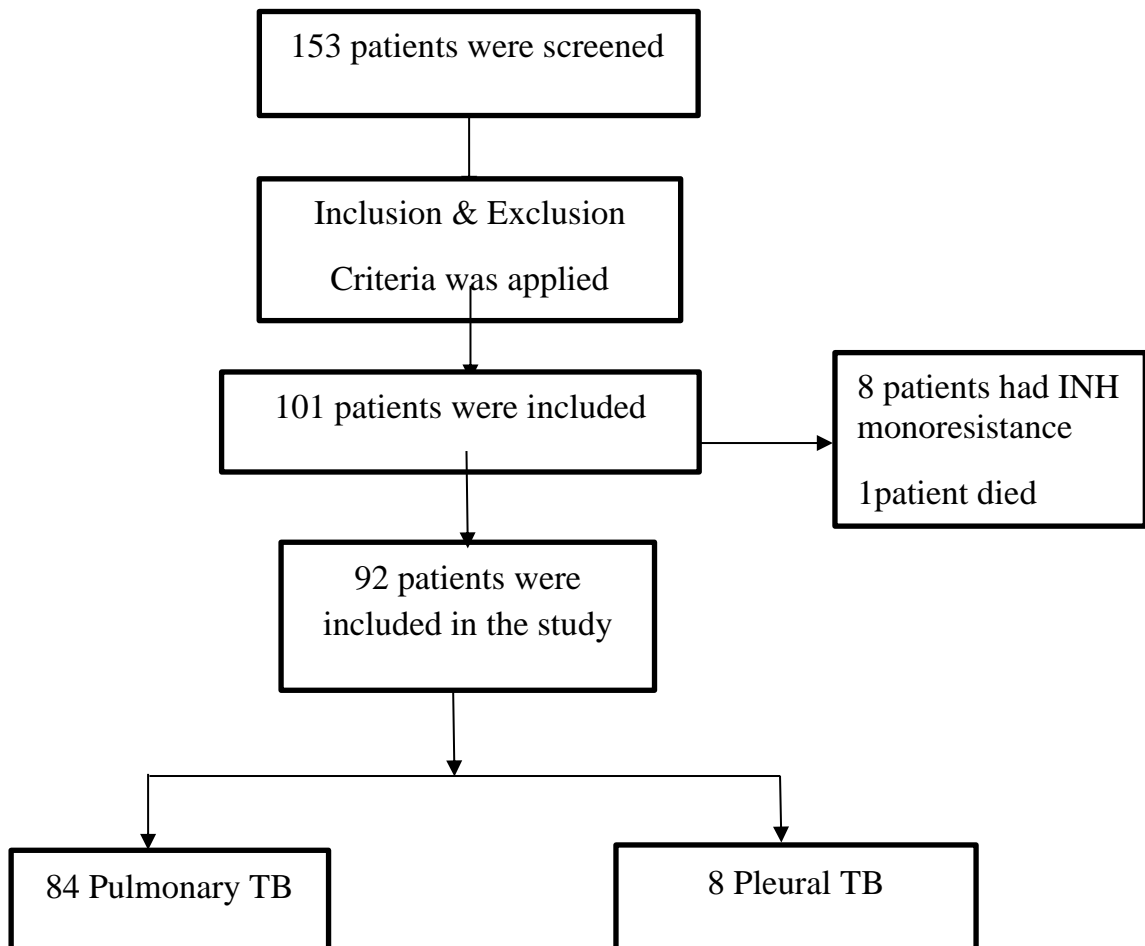 153 patients were screened
Inclusion & Exclusion
Criteria was applied
101 patients were included
8 patients had INH
monoresistance
1patient died
92 patients were
included in the study
84 Pulmonary TB
8 Pleural TB